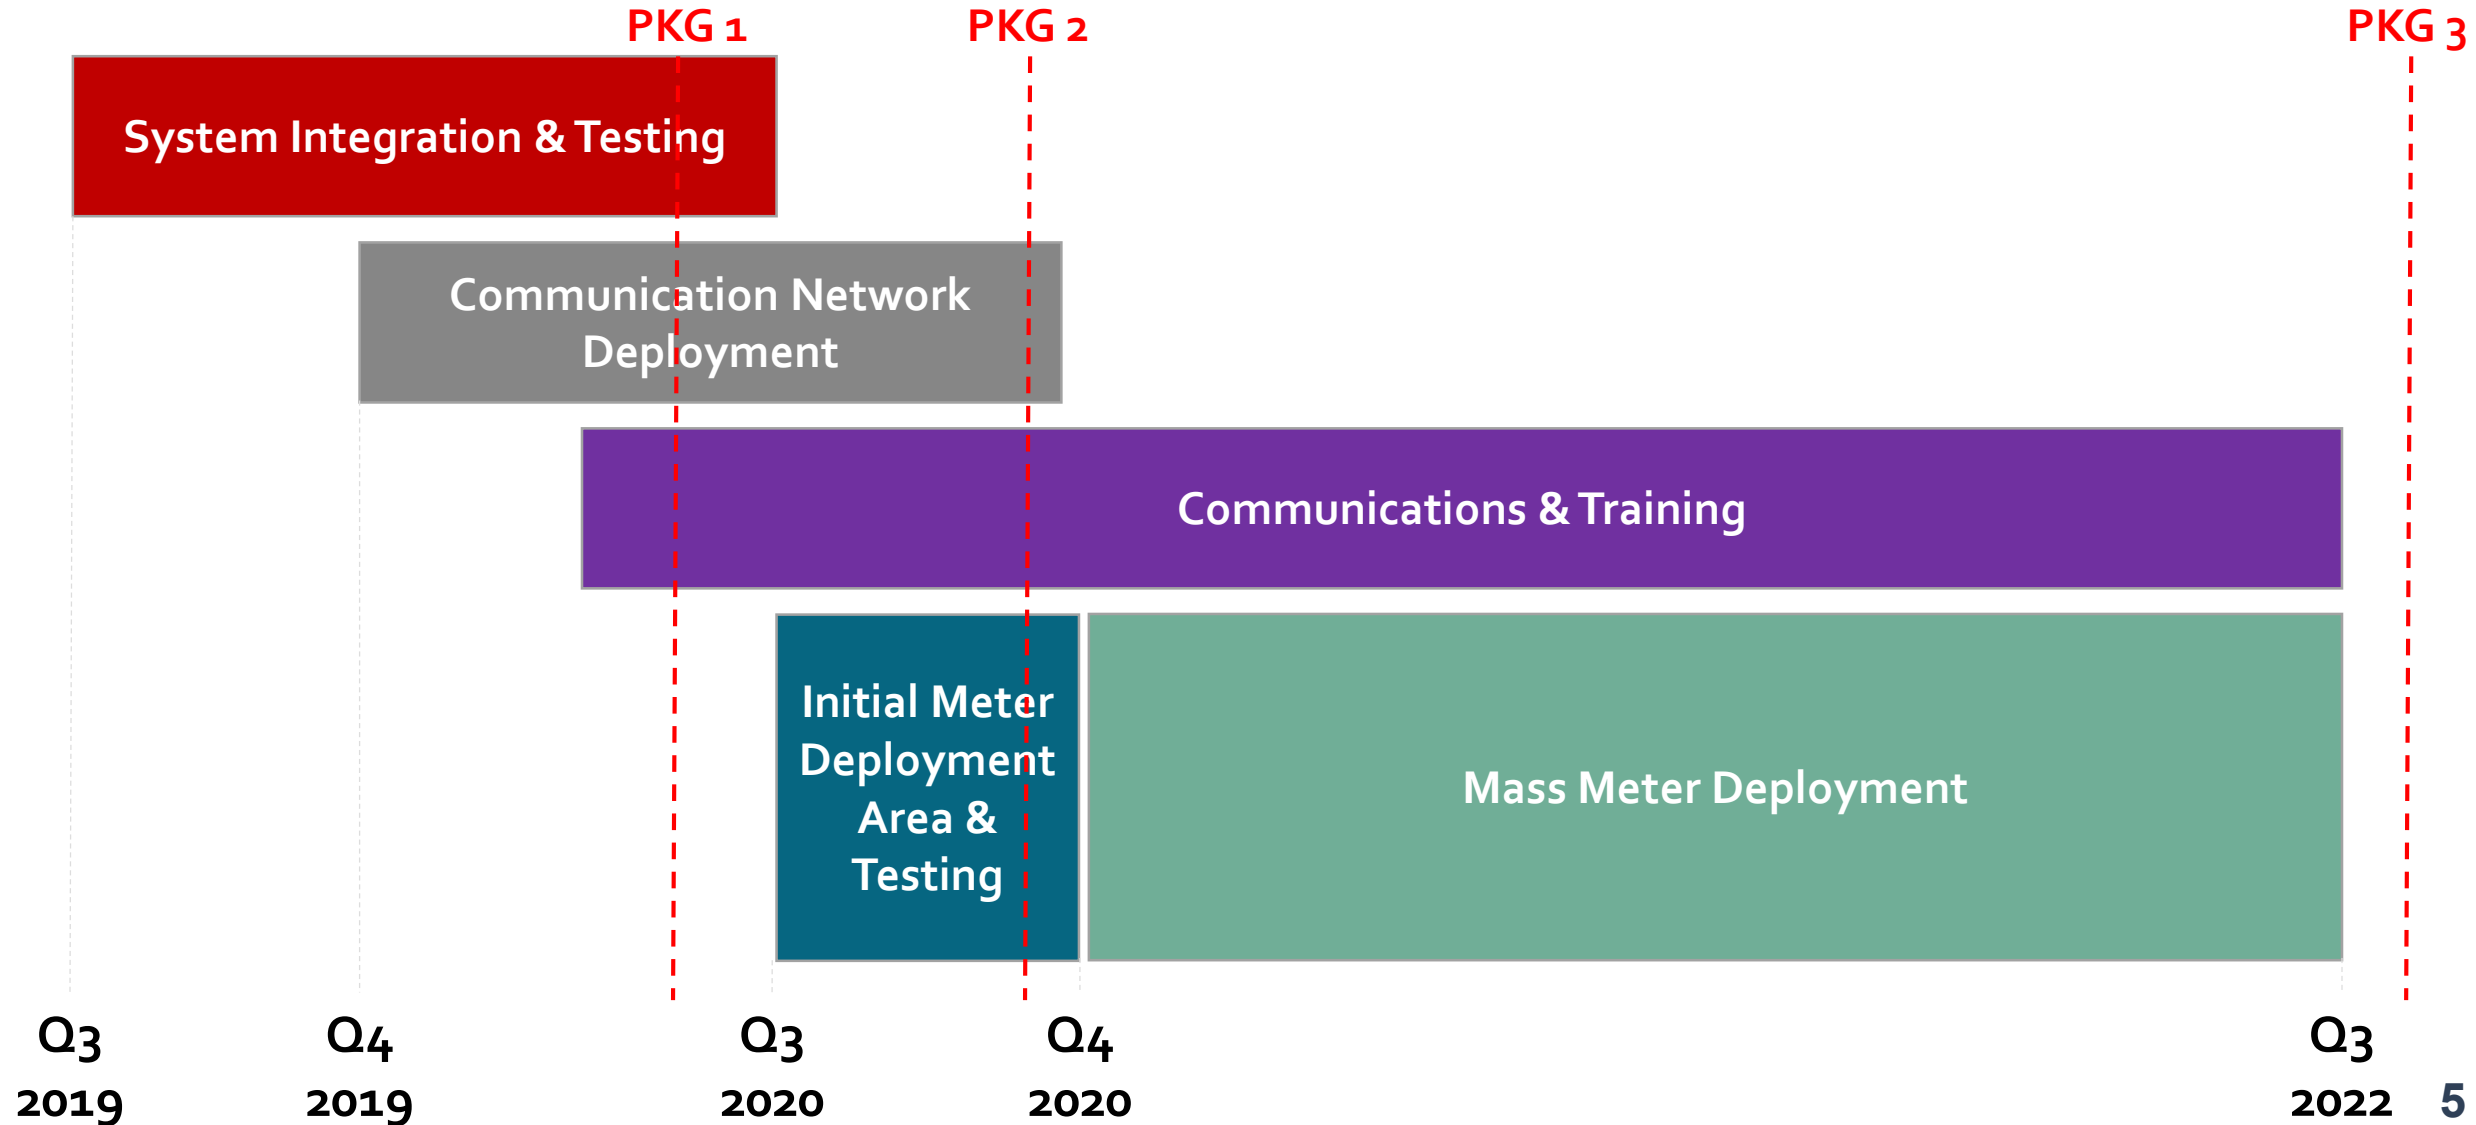 PKG 1
PKG 2
PKG 3
System Integration & Testing
Communication Network
Deployment
Communications & Training
Initial Meter
Deployment
Area &
Testing
Mass Meter Deployment
Q3
2019
Q4
2019
Q3
2020
Q4
2020
Q3
2022
5